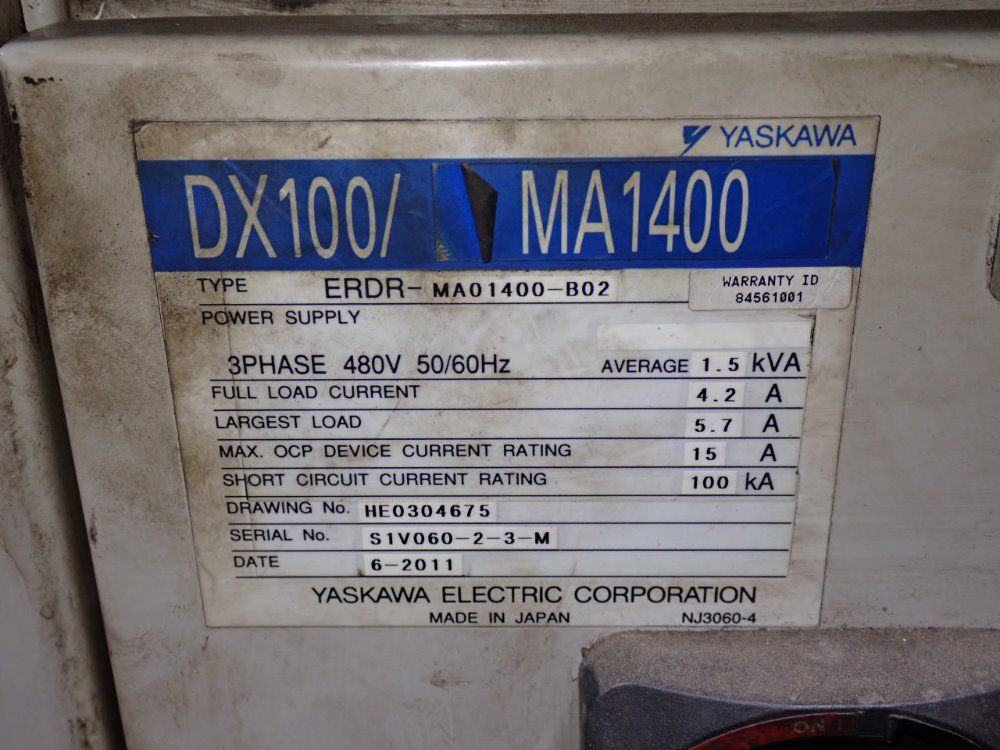 YASKAWA
DX100/ MA1400
TYPE ERDR-MA01400-B02
WARRANTY ID
84561001
POWER SUPPLY
3PHASE 480V 50/60Hz AVERAGE 1.5 kVA
FULL LOAD CURRENT 4.2 A
LARGEST LOAD 5.7 A
MAX. OCP DEVICE CURRENT RATING 15 A
SHORT CIRCUIT CURRENT RATING 100 kA
DRAWING No. HE0304675
SERIAL No. S1V060-2-3-M
DATE 6-2011
YASKAWA ELECTRIC CORPORATION
MADE IN JAPAN NJ3060-4
ON